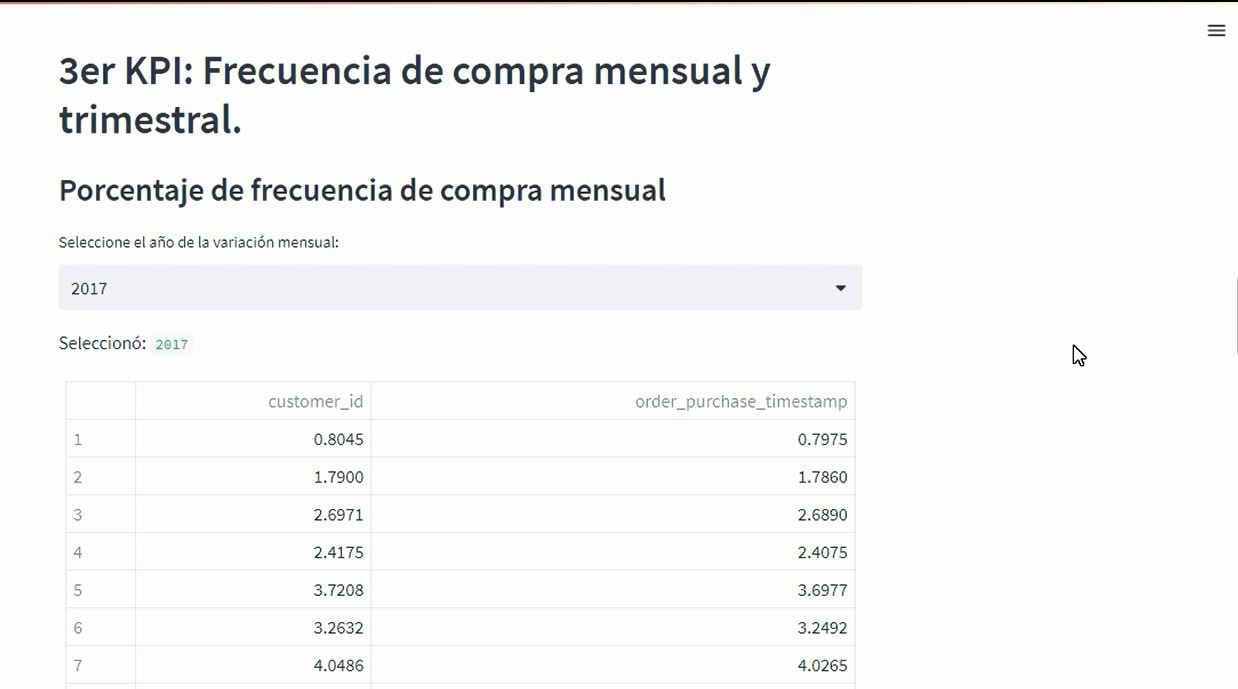 3er KPI: Frecuencia de compra mensual y
trimestral.
Porcentaje de frecuencia de compra mensual
Seleccione el año de la variación mensual:
2017
Seleccionó: 2017
customer_id order_purchase_timestamp
1 0.8045 0.7975
2 1.7900 1.7860
3 2.6971 2.6890
4 2.4175 2.4075
5 3.7208 3.6977
6 3.2632 3.2492
7 4.0486 4.0265